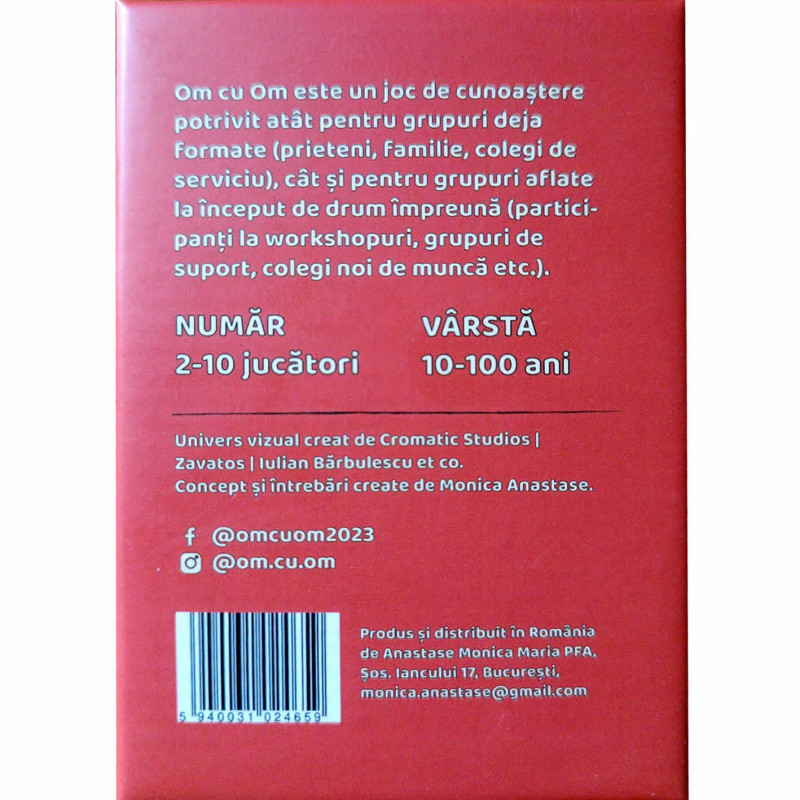 Om cu Om este un joc de cunoaștere
potrivit atât pentru grupuri deja
formate (prieteni, familie, colegi de
serviciu), cât și pentru grupuri aflate
la început de drum împreună (partici-
panți la workshopuri, grupuri de
suport, colegi noi de muncă etc.).
NUMĂR
2-10 jucători
VÂRSTĂ
10-100 ani
Univers vizual creat de Cromatic Studios |
Zavatos | Iulian Bărbulescu et co.
Concept și întrebări create de Monica Anastase.
@omcuom2023
@om.cu.om
5 940031 024659
Produs și distribuit în România
de Anastase Monica Maria PFA,
Șos. Iancului 17, București,
monica.anastase@gmail.com